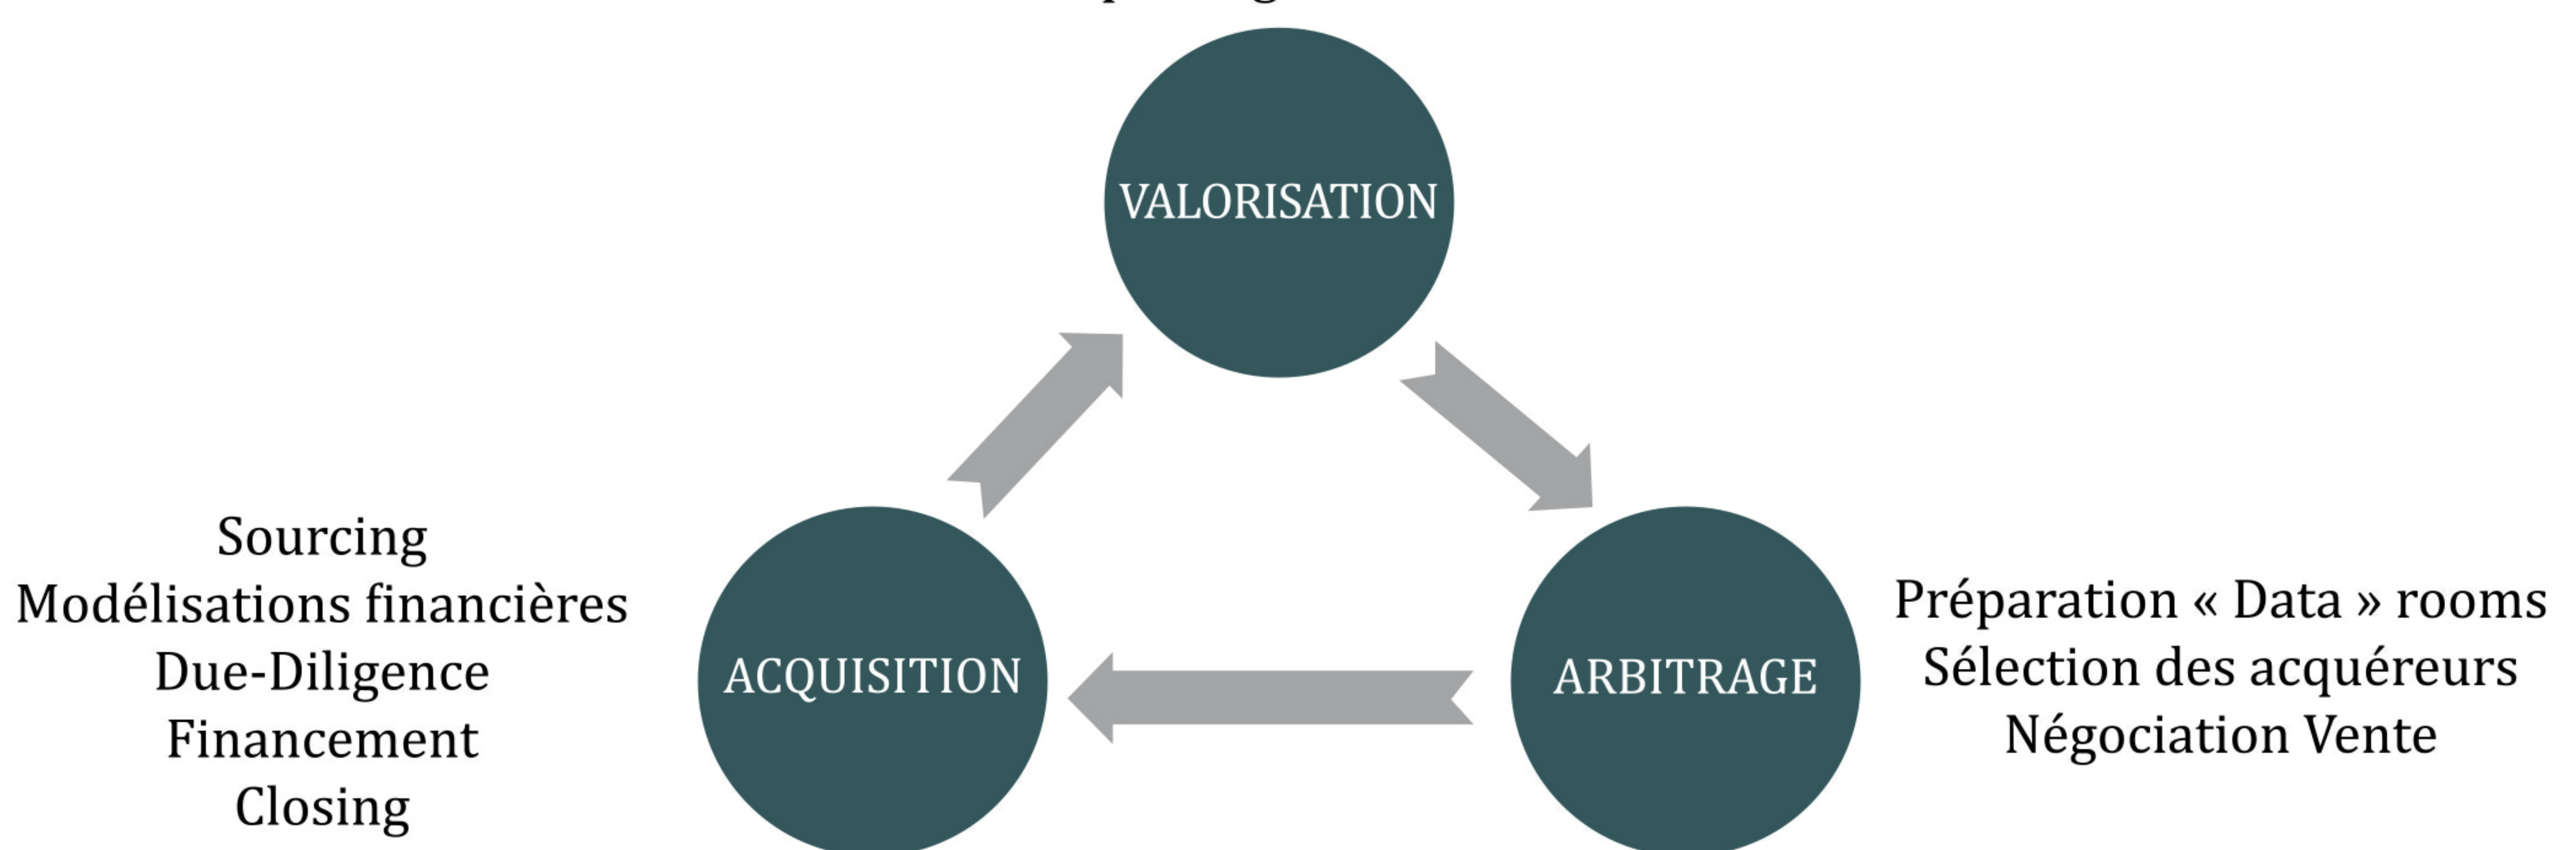 VALORISATION
Sourcing
Modélisations financières
Due-Diligence
Financement
Closing
ACQUISITION
ARBITRAGE
Préparation « Data » rooms
Sélection des acquéreurs
Négociation Vente